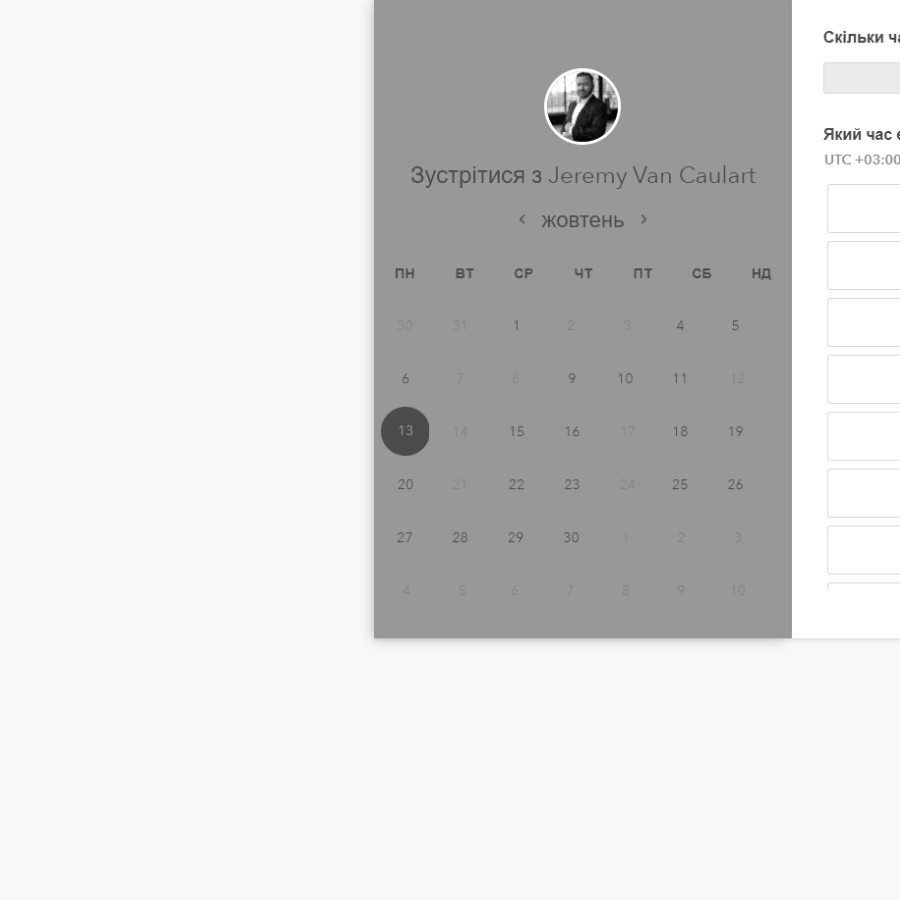 Зустрітися з Jeremy Van Caulart
‹ жовтень ›
ПН ВТ СР ЧТ ПТ СБ НД
30 31 1 2 3 4 5
6 7 8 9 10 11 12
13 14 15 16 17 18 19
20 21 22 23 24 25 26
27 28 29 30 1 2 3
4 5 6 7 8 9 10
Скільки
Який час
UTC +03:00